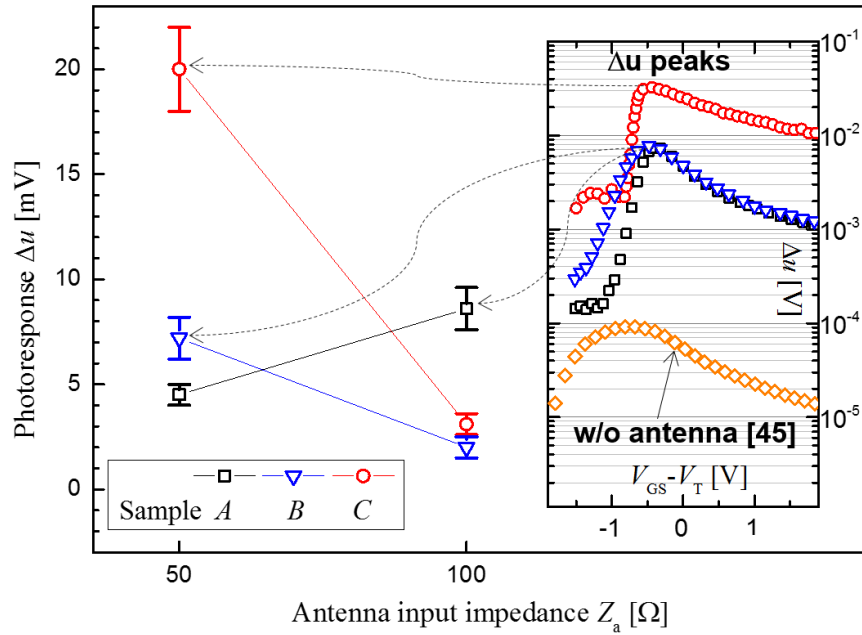 Photoresponse Δu [mV]
20
15
10
5
0
50
100
Antenna input impedance Zₐ [Ω]
Sample A B C
Δu peaks
w/o antenna [45]
V_GS-V_T [V]
-1 0 1
10⁻¹
10⁻²
10⁻³
10⁻⁴
10⁻⁵
Δu [V]